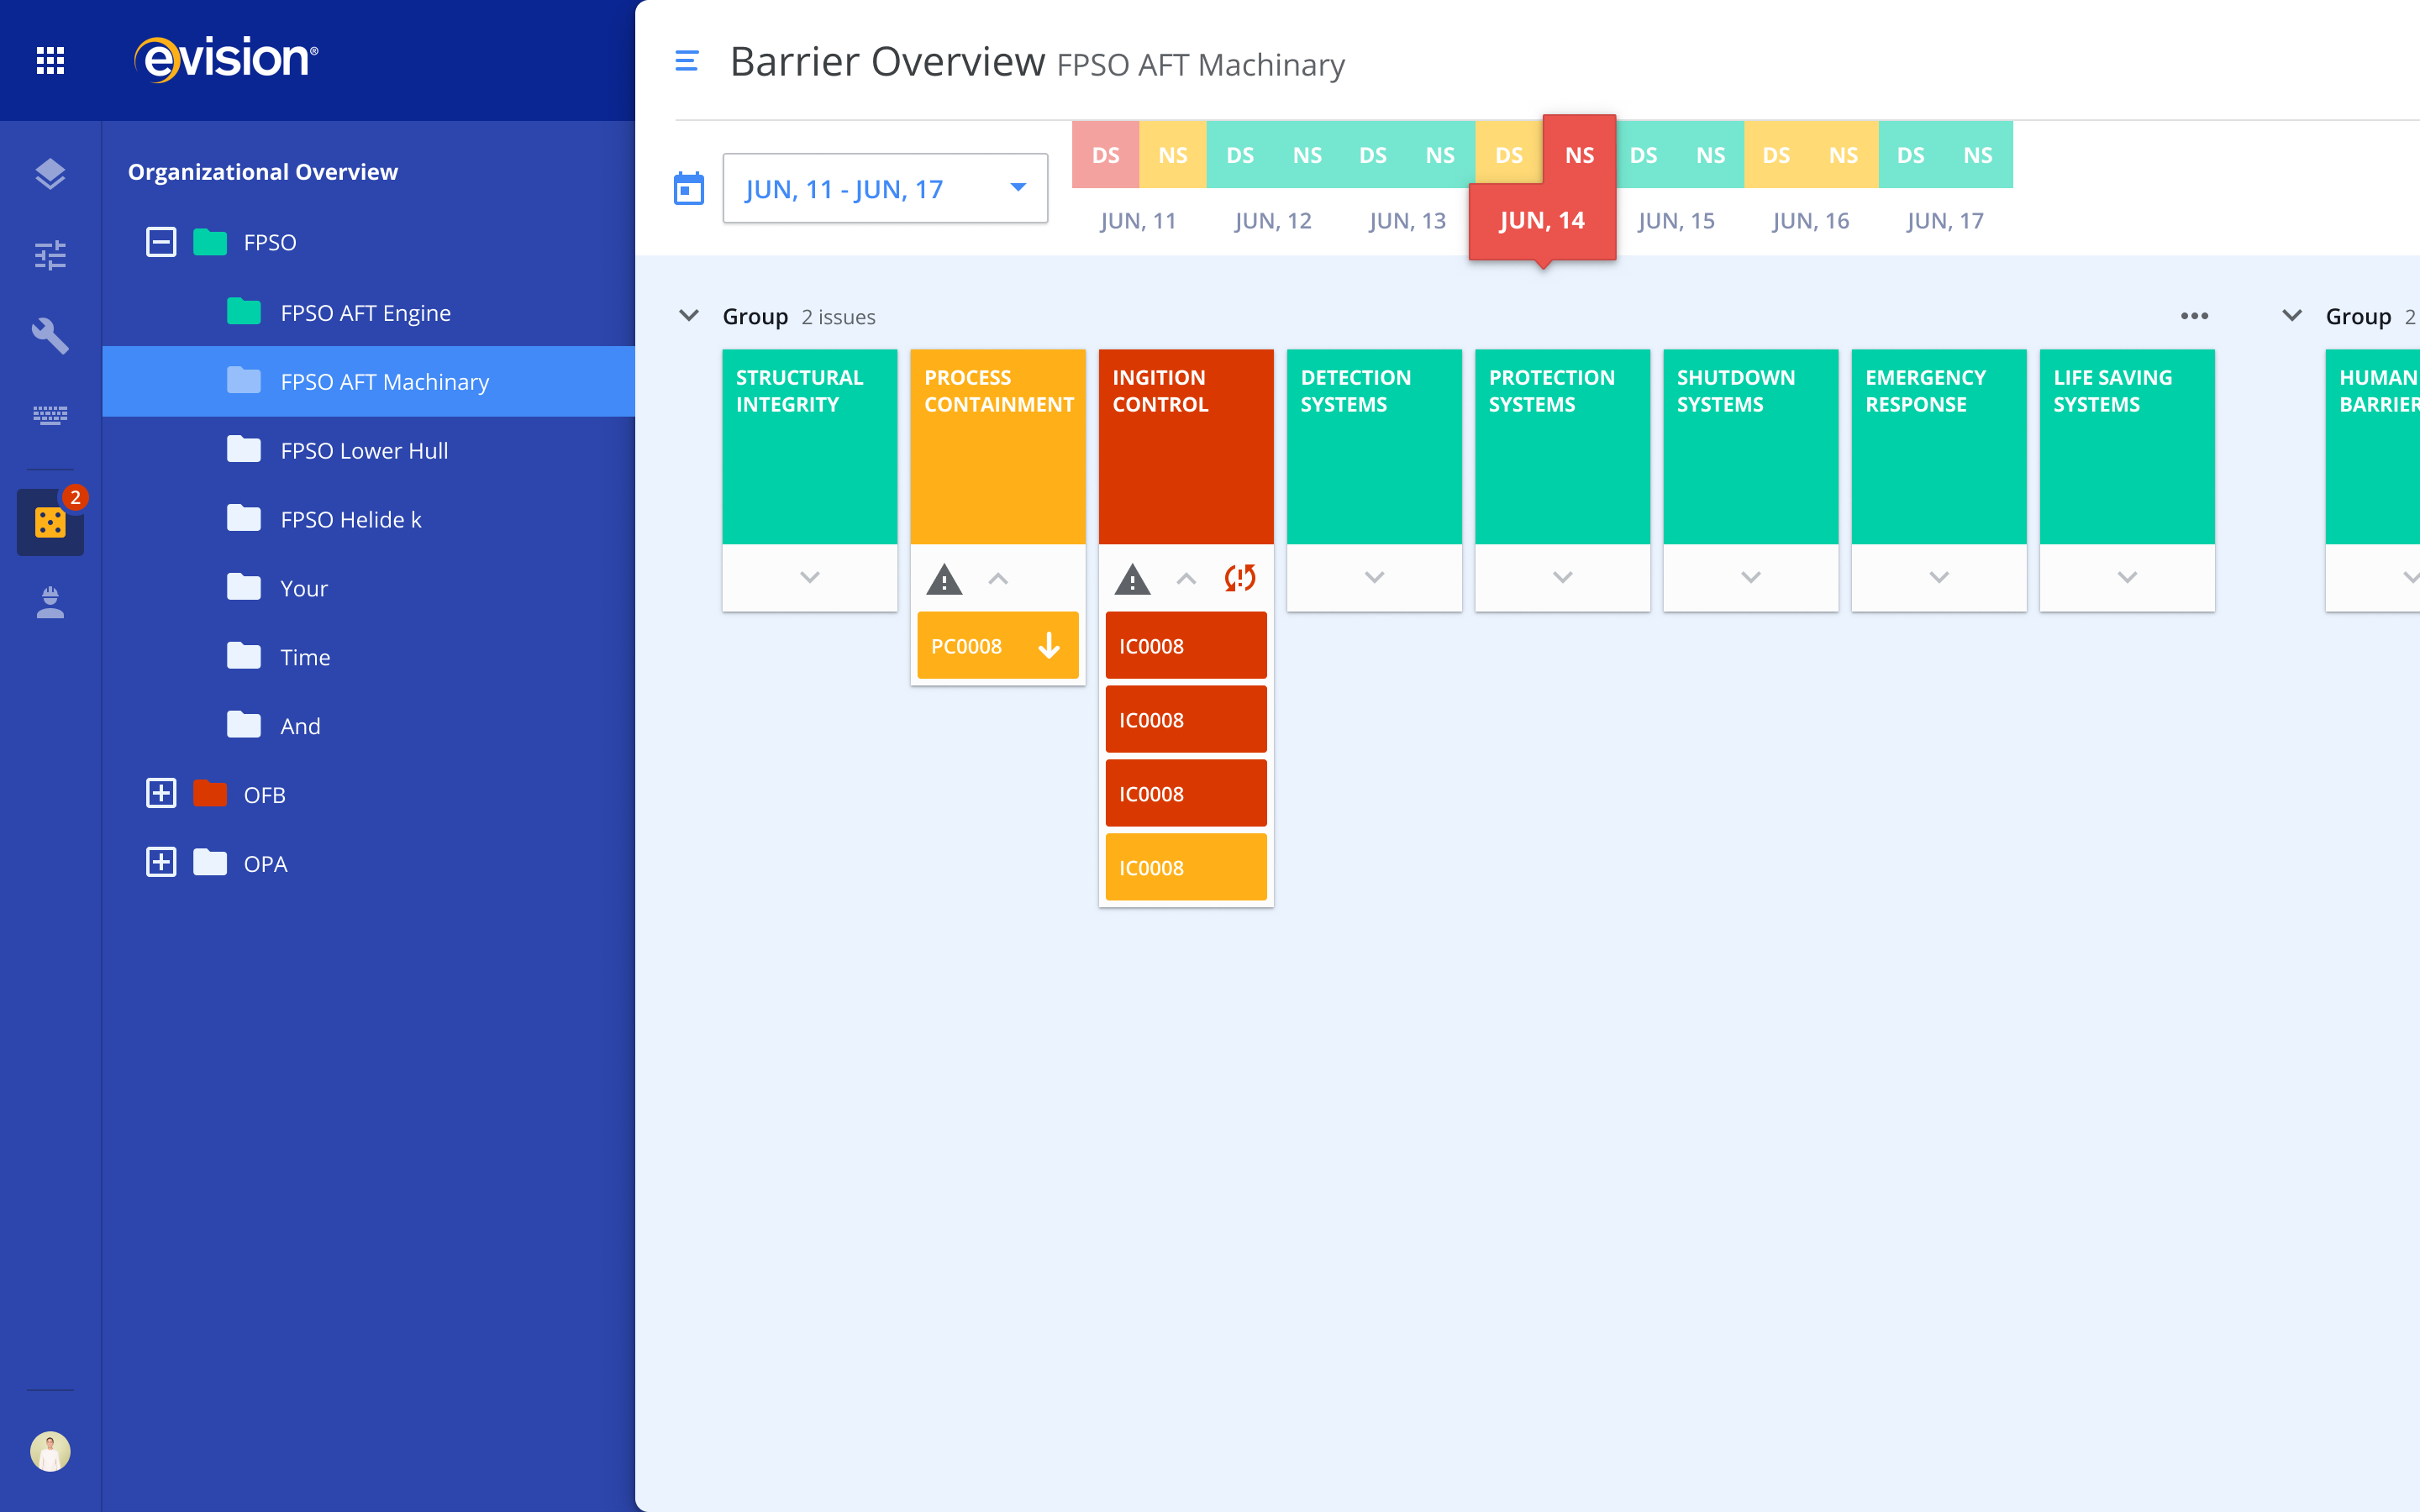 evision®
Barrier Overview FPSO AFT Machinary
Organizational Overview
FPSO
FPSO AFT Engine
FPSO AFT Machinary
FPSO Lower Hull
FPSO Helide k
Your
Time
And
OFB
OPA
2
JUN, 11 - JUN, 17
DS NS DS NS DS NS DS NS DS NS DS NS DS NS
JUN, 11 JUN, 12 JUN, 13 JUN, 14 JUN, 15 JUN, 16 JUN, 17
Group 2 issues
STRUCTURAL
INTEGRITY
PROCESS
CONTAINMENT
PC0008
INGITION
CONTROL
IC0008
IC0008
IC0008
IC0008
DETECTION
SYSTEMS
PROTECTION
SYSTEMS
SHUTDOWN
SYSTEMS
EMERGENCY
RESPONSE
LIFE SAVING
SYSTEMS
Group 2
HUMAN
BARRIER